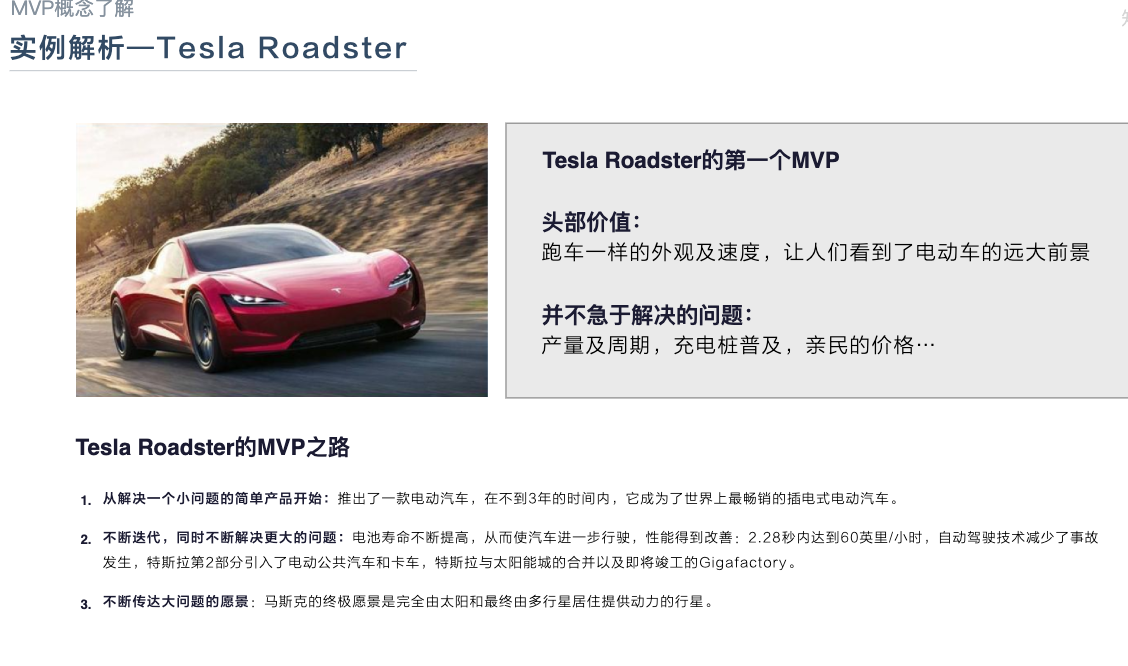 MVP概念了解
实例解析—Tesla Roadster
Tesla Roadster的第一个MVP
头部价值：
跑车一样的外观及速度，让人们看到了电动车的远大前景
并不急于解决的问题：
产量及周期，充电桩普及，亲民的价格…
Tesla Roadster的MVP之路
1. 从解决一个小问题的简单产品开始：推出了一款电动汽车，在不到3年的时间内，它成为了世界上最畅销的插电式电动汽车。
2. 不断迭代，同时不断解决更大的问题：电池寿命不断提高，从而使汽车进一步行驶，性能得到改善：2.28秒内达到60英里/小时，自动驾驶技术减少了事故
发生，特斯拉第2部分引入了电动公共汽车和卡车，特斯拉与太阳能城的合并以及即将竣工的Gigafactory。
3. 不断传达大问题的愿景：马斯克的终极愿景是完全由太阳和最终由多行星居住提供动力的行星。